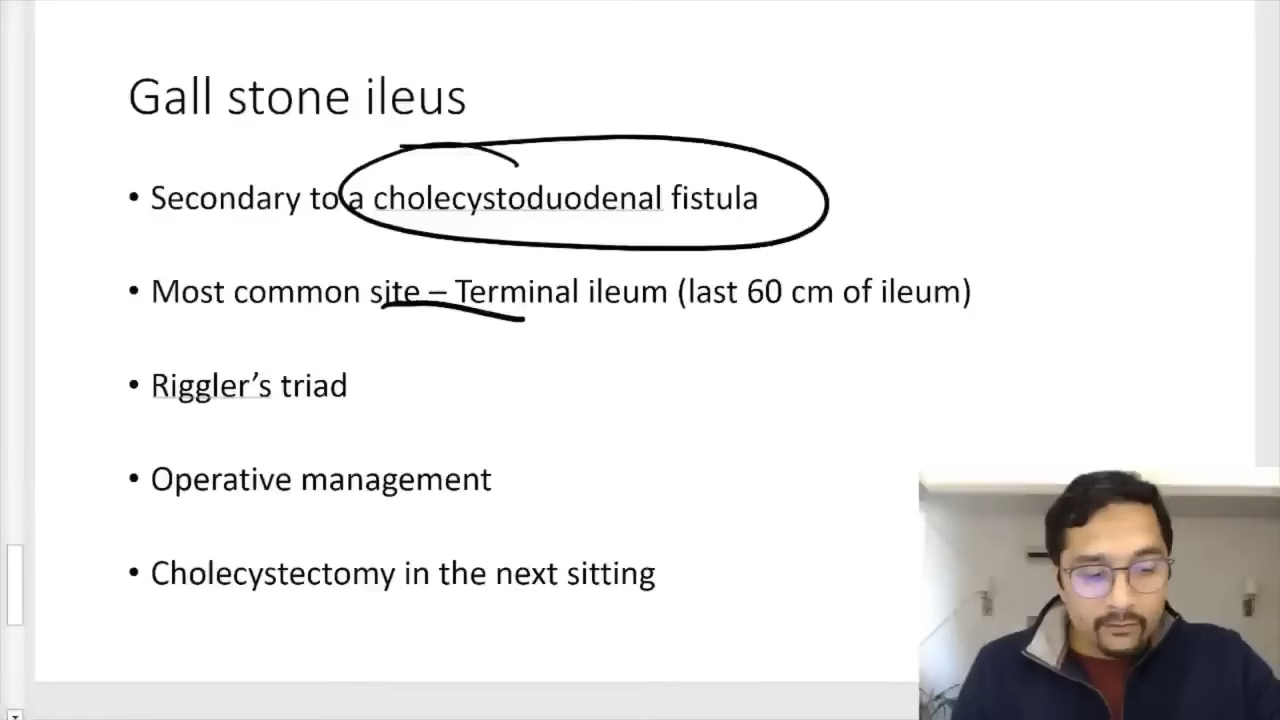 Gall stone ileus
• Secondary to a cholecystoduodenal fistula
• Most common site – Terminal ileum (last 60 cm of ileum)
• Riggler’s triad
• Operative management
• Cholecystectomy in the next sitting